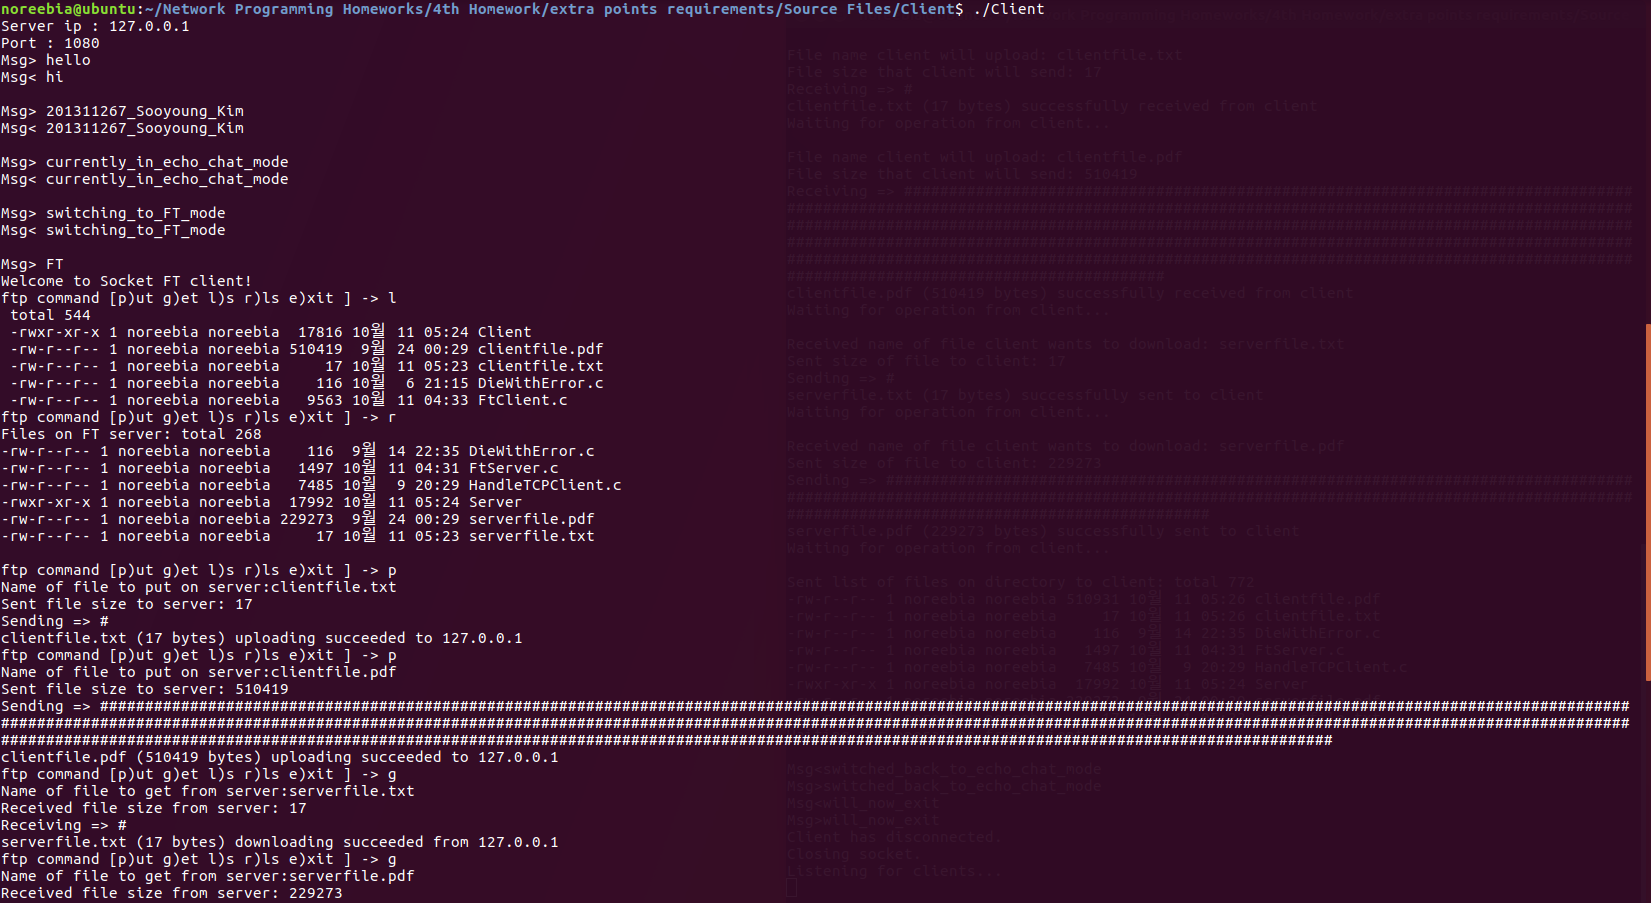 noreebia@ubuntu:~/Network Programming Homeworks/4th Homework/extra points requirements/Source Files/Client$ ./Client
Server ip : 127.0.0.1
Port : 1080
Msg> hello
Msg< hi
Msg> 201311267_Sooyoung_Kim
Msg< 201311267_Sooyoung_Kim
Msg> currently_in_echo_chat_mode
Msg< currently_in_echo_chat_mode
Msg> switching_to_FT_mode
Msg< switching_to_FT_mode
Msg> FT
Welcome to Socket FT client!
ftp command [p)ut g)et l)s r)ls e)xit ] -> l
total 544
-rwxr-xr-x 1 noreebia noreebia  17816 10월 11 05:24 Client
-rw-r--r-- 1 noreebia noreebia 510419  9월 24 00:29 clientfile.pdf
-rw-r--r-- 1 noreebia noreebia     17 10월 11 05:23 clientfile.txt
-rw-r--r-- 1 noreebia noreebia    116 10월  6 21:15 DieWithError.c
-rw-r--r-- 1 noreebia noreebia   9563 10월 11 04:33 FtClient.c
ftp command [p)ut g)et l)s r)ls e)xit ] -> r
Files on FT server: total 268
-rw-r--r-- 1 noreebia noreebia    116  9월 14 22:35 DieWithError.c
-rw-r--r-- 1 noreebia noreebia   1497 10월 11 04:31 FtServer.c
-rw-r--r-- 1 noreebia noreebia   7485 10월  9 20:29 HandleTCPClient.c
-rwxr-xr-x 1 noreebia noreebia  17992 10월 11 05:24 Server
-rw-r--r-- 1 noreebia noreebia 229273  9월 24 00:29 serverfile.pdf
-rw-r--r-- 1 noreebia noreebia     17 10월 11 05:23 serverfile.txt
ftp command [p)ut g)et l)s r)ls e)xit ] -> p
Name of file to put on server:clientfile.txt
Sent file size to server: 17
Sending => #
clientfile.txt (17 bytes) uploading succeeded to 127.0.0.1
ftp command [p)ut g)et l)s r)ls e)xit ] -> p
Name of file to put on server:clientfile.pdf
Sent file size to server: 510419
Sending => ##########################################################################################################################################################################
#####################################################################################################################################################################################
####################################################################################################################################################
clientfile.pdf (510419 bytes) uploading succeeded to 127.0.0.1
ftp command [p)ut g)et l)s r)ls e)xit ] -> g
Name of file to get from server:serverfile.txt
Received file size from server: 17
Receiving => #
serverfile.txt (17 bytes) downloading succeeded from 127.0.0.1
ftp command [p)ut g)et l)s r)ls e)xit ] -> g
Name of file to get from server:serverfile.pdf
Received file size from server: 229273
File name client will upload: clientfile.txt
File size that client will send: 17
Receiving => #
clientfile.txt (17 bytes) successfully received from client
Waiting for operation from client...
File name client will upload: clientfile.pdf
File size that client will send: 510419
Receiving => #################################################################################
##############################################################################################
##############################################################################################
##############################################################################################
##############################################################################################
##########################################
clientfile.pdf (510419 bytes) successfully received from client
Waiting for operation from client...
Received name of file client wants to download: serverfile.txt
Sent size of file to client: 17
Sending => #
serverfile.txt (17 bytes) successfully sent to client
Waiting for operation from client...
Received name of file client wants to download: serverfile.pdf
Sent size of file to client: 229273
Sending => ###################################################################################
##############################################################################################
###############################################
serverfile.pdf (229273 bytes) successfully sent to client
Waiting for operation from client...
Sent list of files on directory to client: total 772
-rw-r--r-- 1 noreebia noreebia 510931 10월 11 05:26 clientfile.pdf
-rw-r--r-- 1 noreebia noreebia     17 10월 11 05:26 clientfile.txt
-rw-r--r-- 1 noreebia noreebia    116  9월 14 22:35 DieWithError.c
-rw-r--r-- 1 noreebia noreebia   1497 10월 11 04:31 FtServer.c
-rw-r--r-- 1 noreebia noreebia   7485 10월  9 20:29 HandleTCPClient.c
-rwxr-xr-x 1 noreebia noreebia  17992 10월 11 05:24 Server
Msg<switched_back_to_echo_chat_mode
Msg>switched_back_to_echo_chat_mode
Msg<will_now_exit
Msg>will_now_exit
Client has disconnected.
Closing socket.
Listening for clients...